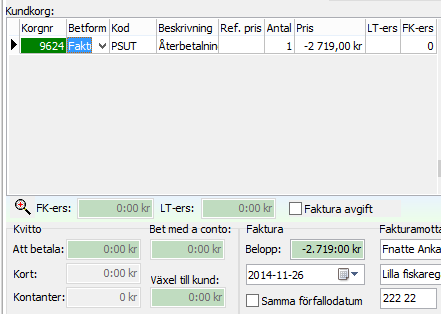 Kundkorg:
Korgnr Betform Kod Beskrivning Ref. pris Antal Pris LT-ers FK-ers
9624 Fakt PSUT Återbetalnin 1 -2 719,00 kr 0
FK-ers: 0:00 kr LT-ers: 0:00 kr Faktura avgift
Kvitto Bet med a conto: Faktura Fakturamotta
Att betala: 0:00 kr 0:00 kr Belopp: -2.719:00 kr Fnatte Anka
Kort: 0:00 kr Växel till kund: 2014-11-26 Lilla fiskareg
Kontanter: 0 kr 0:00 kr Samma förfallodatum 222 22